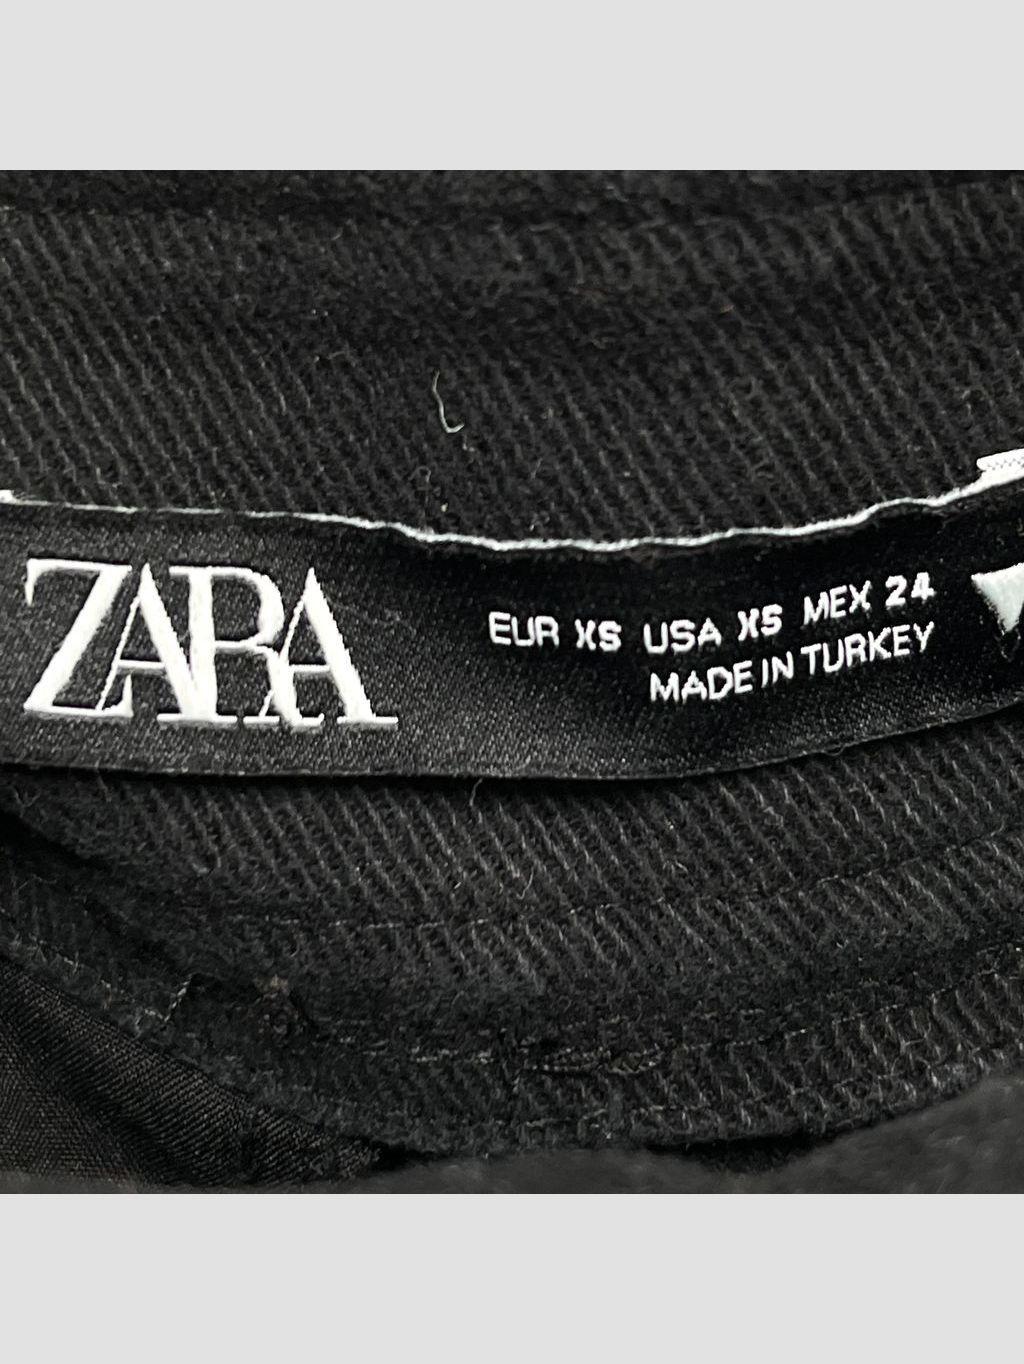 ZARA
EUR XS USA XS MEX 24
MADE IN TURKEY